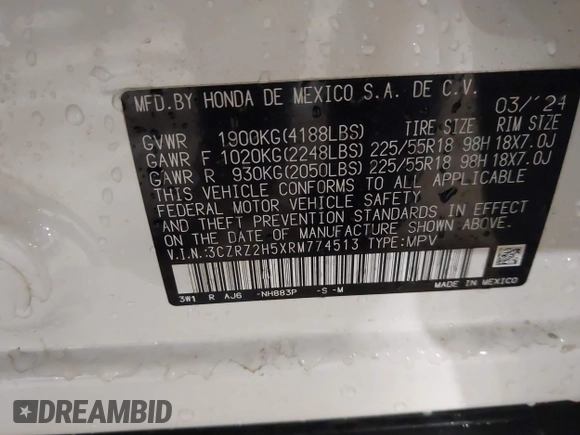 MFD.BY HONDA DE MEXICO S.A. DE C.V. 03/'24
TIRE SIZE RIM SIZE
GVWR 1900KG(4188LBS)
GAWR F 1020KG(2248LBS) 225/55R18 98H 18X7.0J
GAWR R 930KG(2050LBS) 225/55R18 98H 18X7.0J
THIS VEHICLE CONFORMS TO ALL APPLICABLE
FEDERAL MOTOR VEHICLE SAFETY
AND THEFT PREVENTION STANDARDS IN EFFECT
ON THE DATE OF MANUFACTURE SHOWN ABOVE.
V.I.N.:3CZRZ2H5XRM774513 TYPE:MPV
3W1 R AJ6 -NH883P -S -M
MADE IN MEXICO
DREAMBID